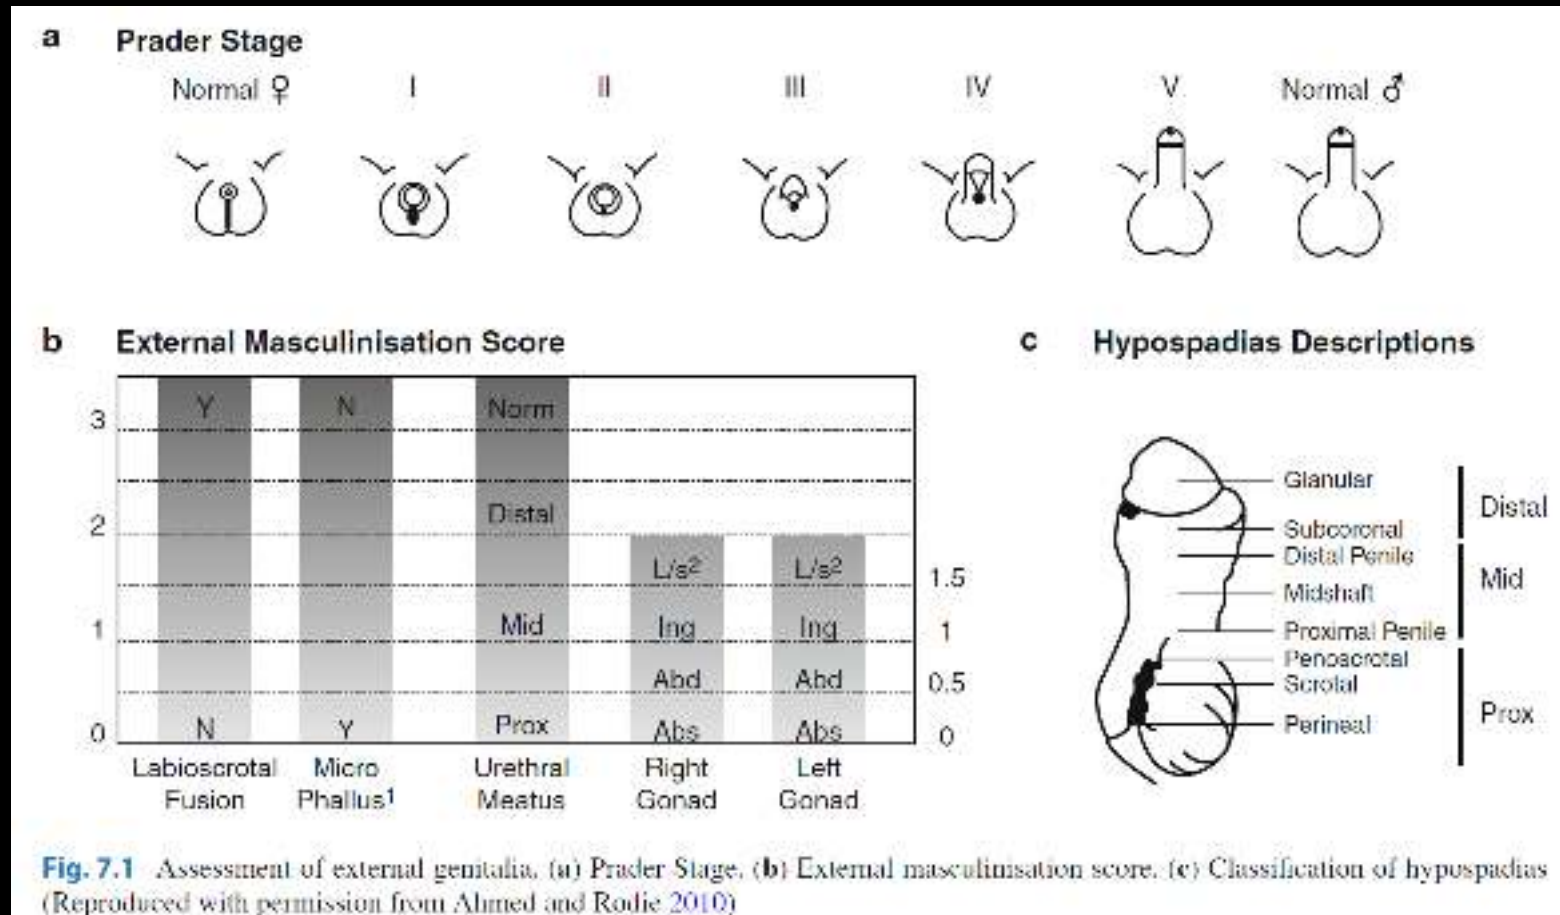 a Prader Stage
Normal ♀ I II III IV V Normal ♂
b External Masculinisation Score
3 Y N Norm
Distal
2
L/s² L/s² 1.5
1 Mid Ing Ing 1
Abd Abd 0.5
0 N Y Prox Abs Abs 0
Labioscrotal Micro Urethral Right Left
Fusion Phallus¹ Meatus Gonad Gonad
c Hypospadias Descriptions
Glanular
Distal
Subcoronal
Distal Penile
Mid
Midshaft
Proximal Penile
Penoscrotal
Scrotal
Prox
Perineal
Fig. 7.1 Assessment of external genitalia. (a) Prader Stage. (b) External masculinisation score. (c) Classification of hypospadias
(Reproduced with permission from Ahmed and Rodie 2010)